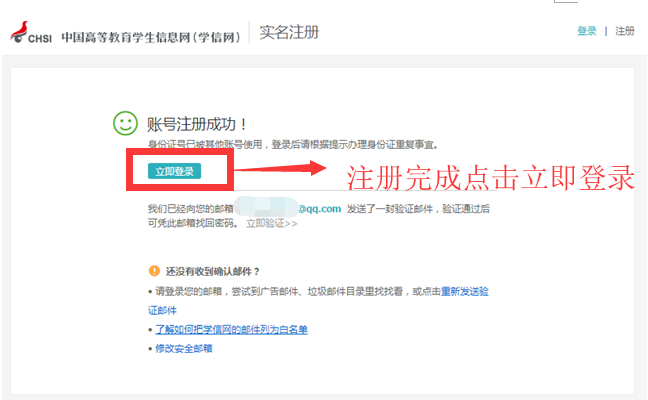 CHSI 中国高等教育学生信息网(学信网) 实名注册 登录 | 注册
账号注册成功！
身份证号已被其他账号使用，登录后请根据提示办理身份证重复事宜。
立即登录
注册完成点击立即登录
我们已经向您的邮箱 @qq.com 发送了一封验证邮件，验证通过后
可凭此邮箱找回密码。 立即验证>>
还没有收到确认邮件？
• 请登录您的邮箱，尝试到广告邮件、垃圾邮件目录里找找看，或点击重新发送验
证邮件
• 了解如何把学信网的邮件列为白名单
• 修改安全邮箱